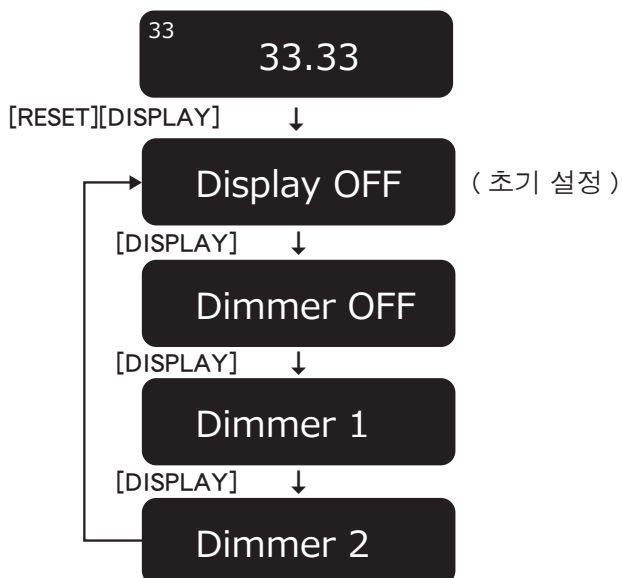 33
33.33
[RESET][DISPLAY] ↓
Display OFF ( 초기 설정 )
[DISPLAY] ↓
Dimmer OFF
[DISPLAY] ↓
Dimmer 1
[DISPLAY] ↓
Dimmer 2